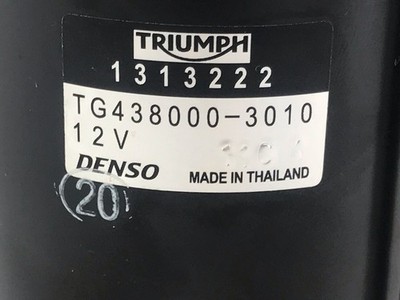 TRIUMPH
1313222
TG438000-3010
12V
DENSO MADE IN THAILAND
20